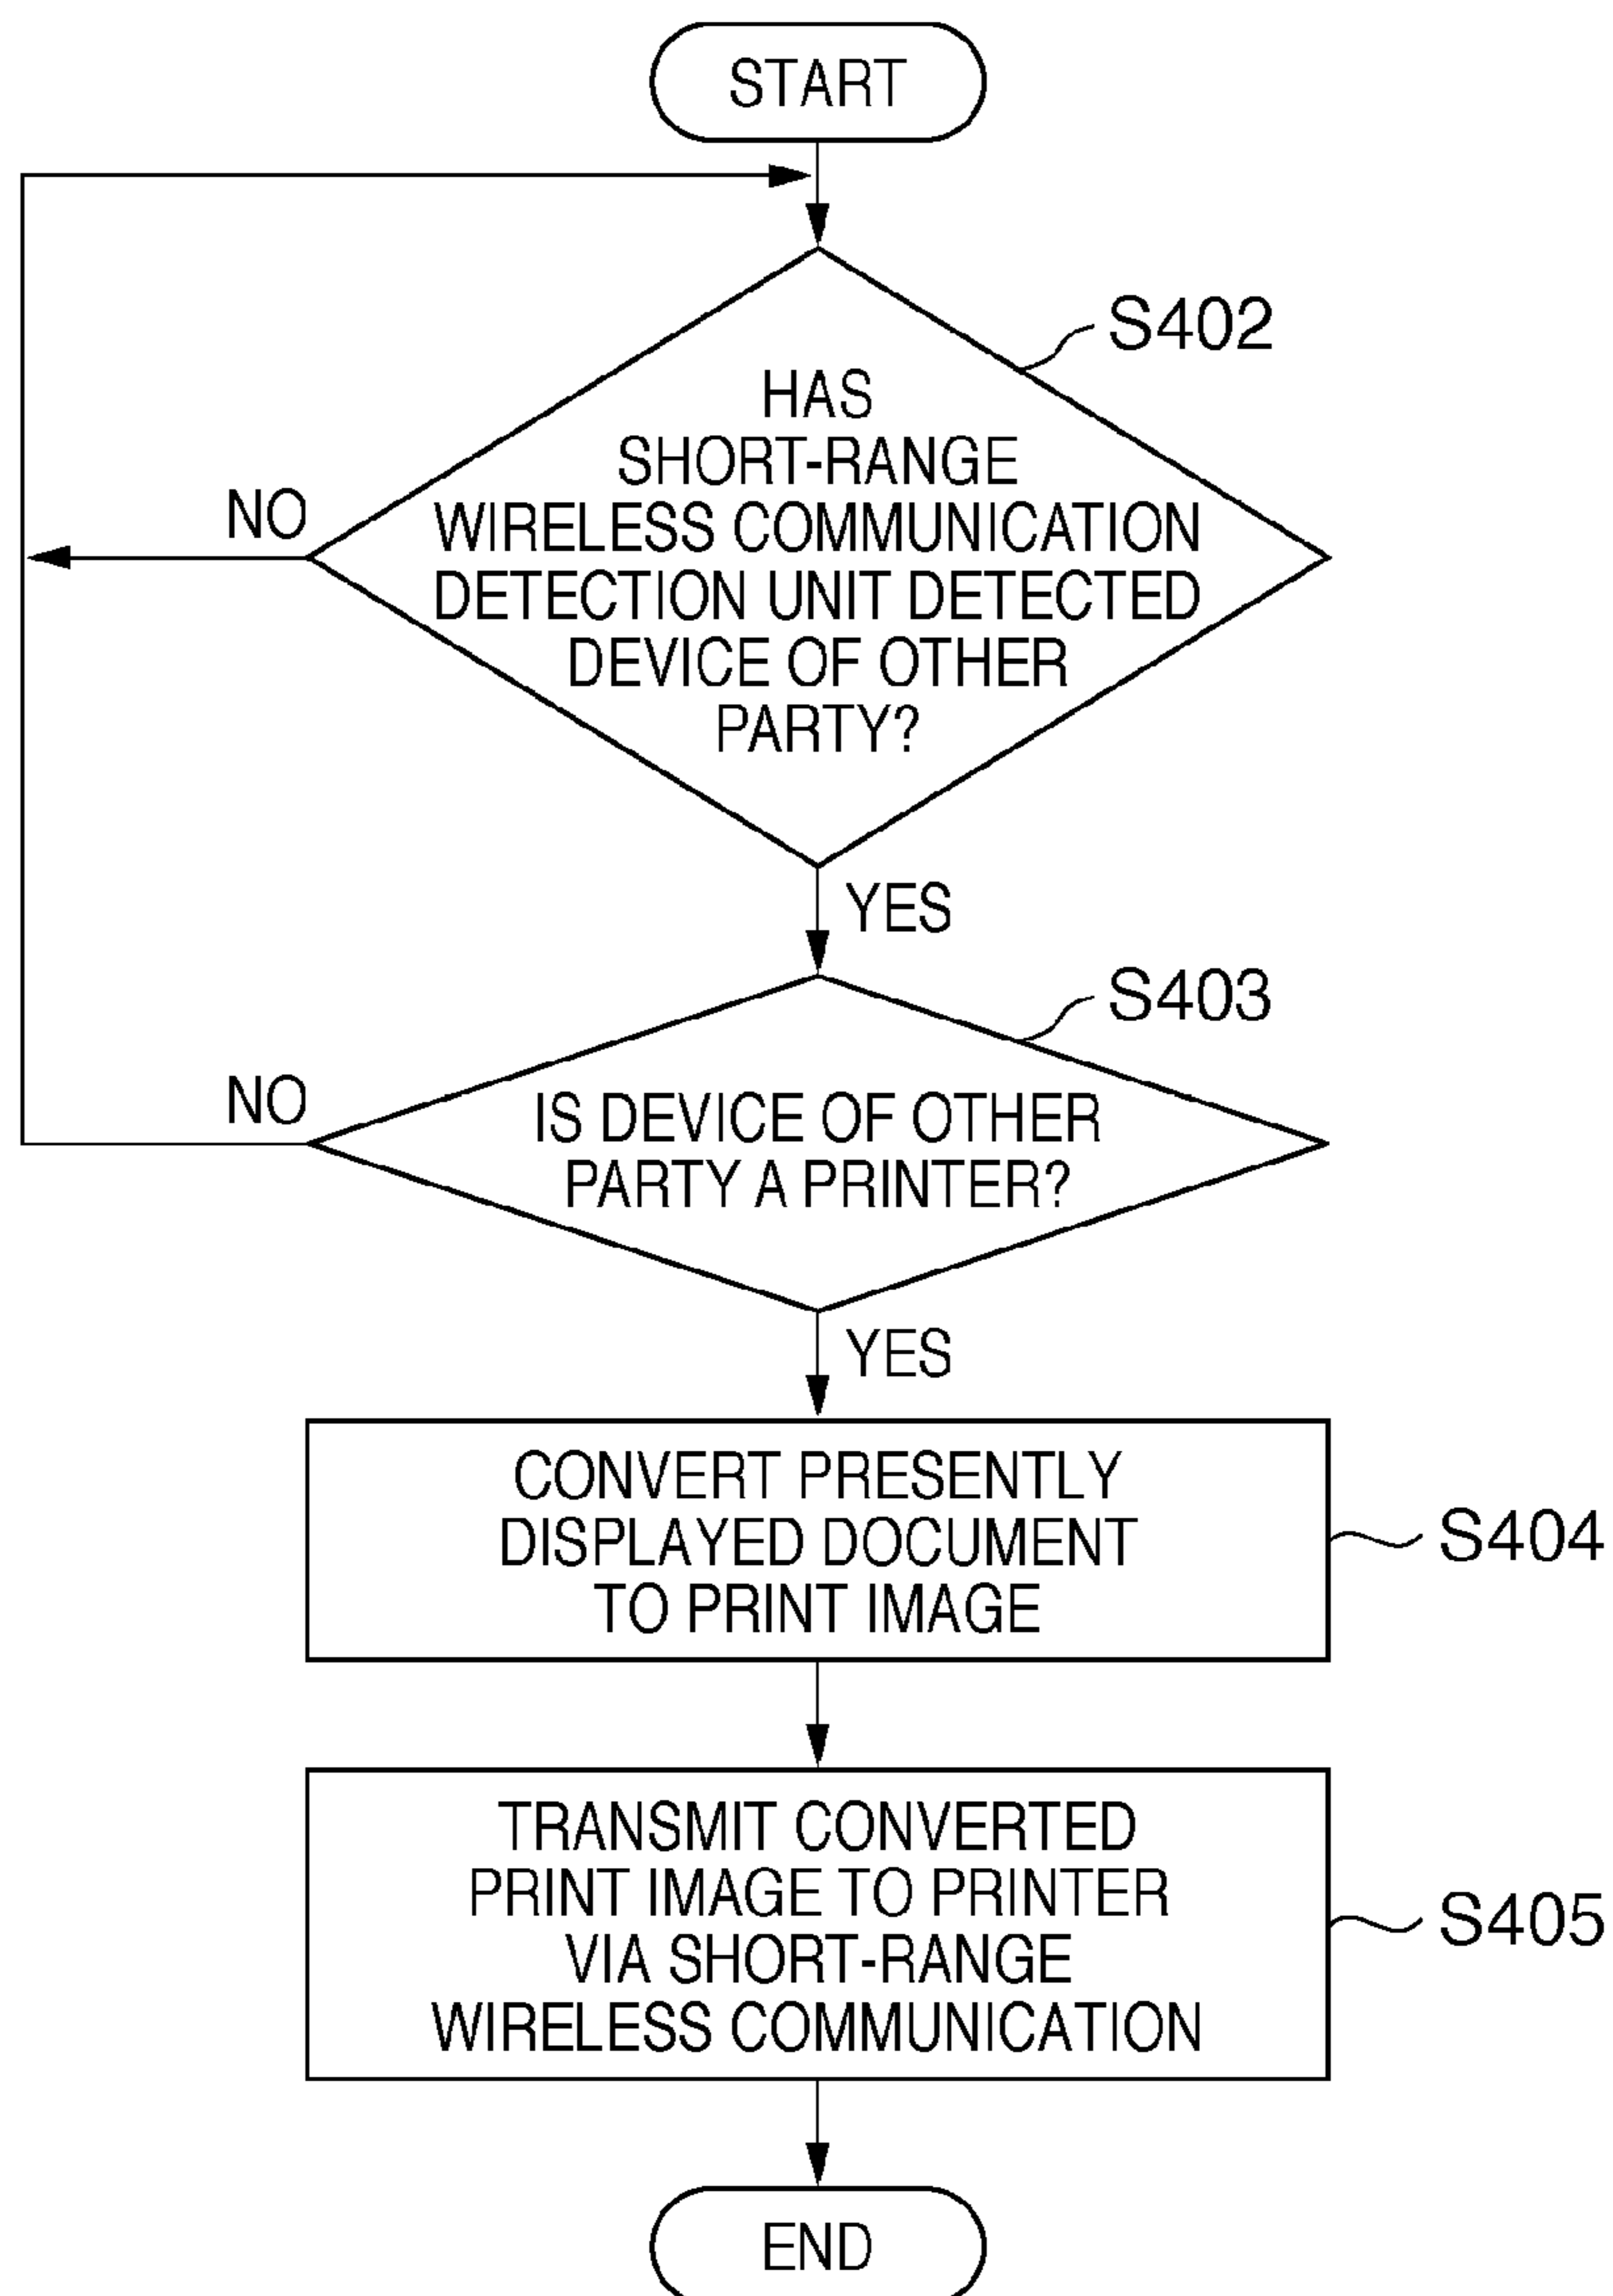 START
S402
HAS
SHORT-RANGE
WIRELESS COMMUNICATION
DETECTION UNIT DETECTED
DEVICE OF OTHER
PARTY?
NO
YES
S403
IS DEVICE OF OTHER
PARTY A PRINTER?
NO
YES
CONVERT PRESENTLY
DISPLAYED DOCUMENT
TO PRINT IMAGE
S404
TRANSMIT CONVERTED
PRINT IMAGE TO PRINTER
VIA SHORT-RANGE
WIRELESS COMMUNICATION
S405
END